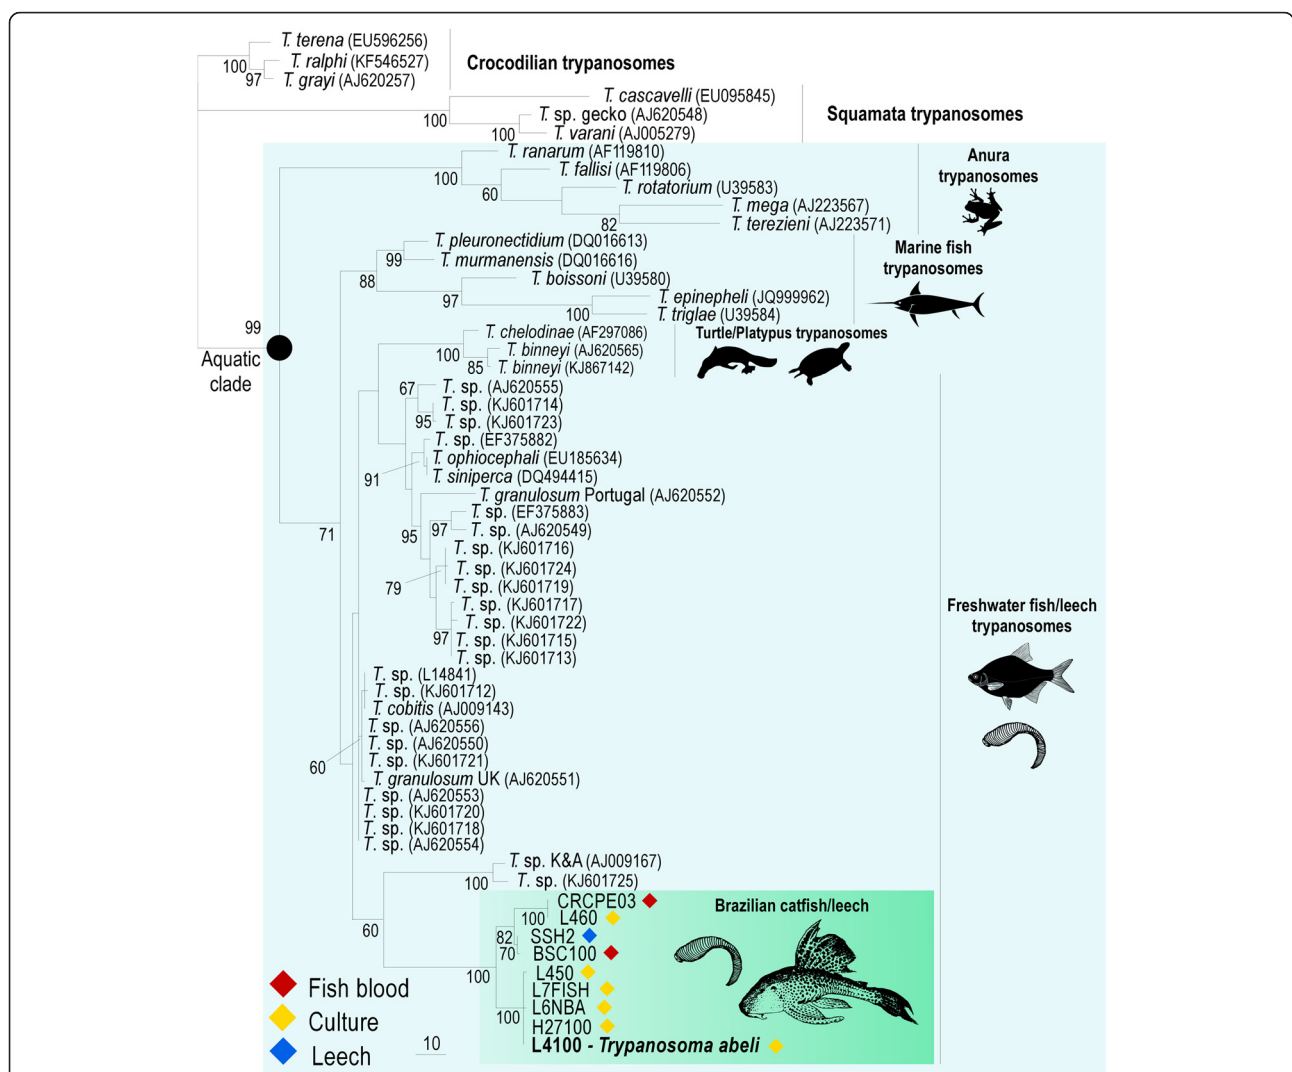 T. terena (EU596256)
100
T. ralphi (KF546527)
97
T. grayi (AJ620257)
Crocodilian trypanosomes
T. cascavelli (EU095845)
100
T. sp. gecko (AJ620548)
100
T. varani (AJ005279)
Squamata trypanosomes
T. ranarum (AF119810)
100
T. fallisi (AF119806)
60
T. rotatorium (U39583)
T. mega (AJ223567)
82
T. terezieni (AJ223571)
Anura
trypanosomes
T. pleuronectidium (DQ016613)
99
T. murmanensis (DQ016616)
88
T. boissoni (U39580)
97
T. epinepheli (JQ999962)
100
T. triglae (U39584)
Marine fish
trypanosomes
99
Aquatic
clade
T. chelodinae (AF297086)
100
T. binneyi (AJ620565)
85
T. binneyi (KJ867142)
Turtle/Platypus trypanosomes
67
T. sp. (AJ620555)
T. sp. (KJ601714)
95
T. sp. (KJ601723)
T. sp. (EF375882)
T. ophiocephali (EU185634)
91
T. siniperca (DQ494415)
T. granulosum Portugal (AJ620552)
T. sp. (EF375883)
71
95
97
T. sp. (AJ620549)
T. sp. (KJ601716)
T. sp. (KJ601724)
79
T. sp. (KJ601719)
T. sp. (KJ601717)
T. sp. (KJ601722)
97
T. sp. (KJ601715)
T. sp. (KJ601713)
Freshwater fish/leech
trypanosomes
T. sp. (L14841)
T. sp. (KJ601712)
T. cobitis (AJ009143)
T. sp. (AJ620556)
T. sp. (AJ620550)
T. sp. (KJ601721)
60
T. granulosum UK (AJ620551)
T. sp. (AJ620553)
T. sp. (KJ601720)
T. sp. (KJ601718)
T. sp. (AJ620554)
T. sp. K&A (AJ009167)
100
T. sp. (KJ601725)
CRCPE03
100
L460
60
82
SSH2
70
BSC100
100
L450
L7FISH
L6NBA
100
H27100
L4100 - Trypanosoma abeli
Brazilian catfish/leech
Fish blood
Culture
Leech
10